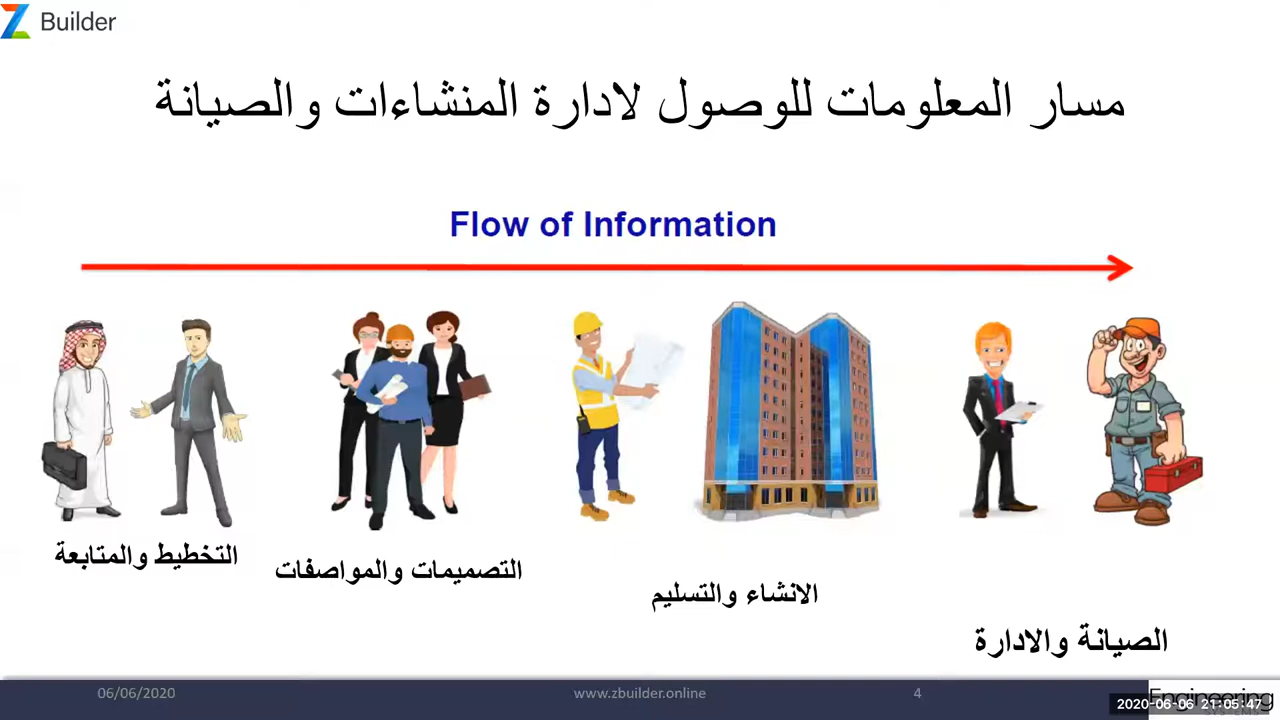 Builder
مسار المعلومات للوصول لادارة المنشاءات والصيانة
Flow of Information
التخطيط والمتابعة
التصميمات والمواصفات
الانشاء والتسليم
الصيانة والادارة
06/06/2020
www.zbuilder.online
4
Engineering
2020-06-06 21:05:47